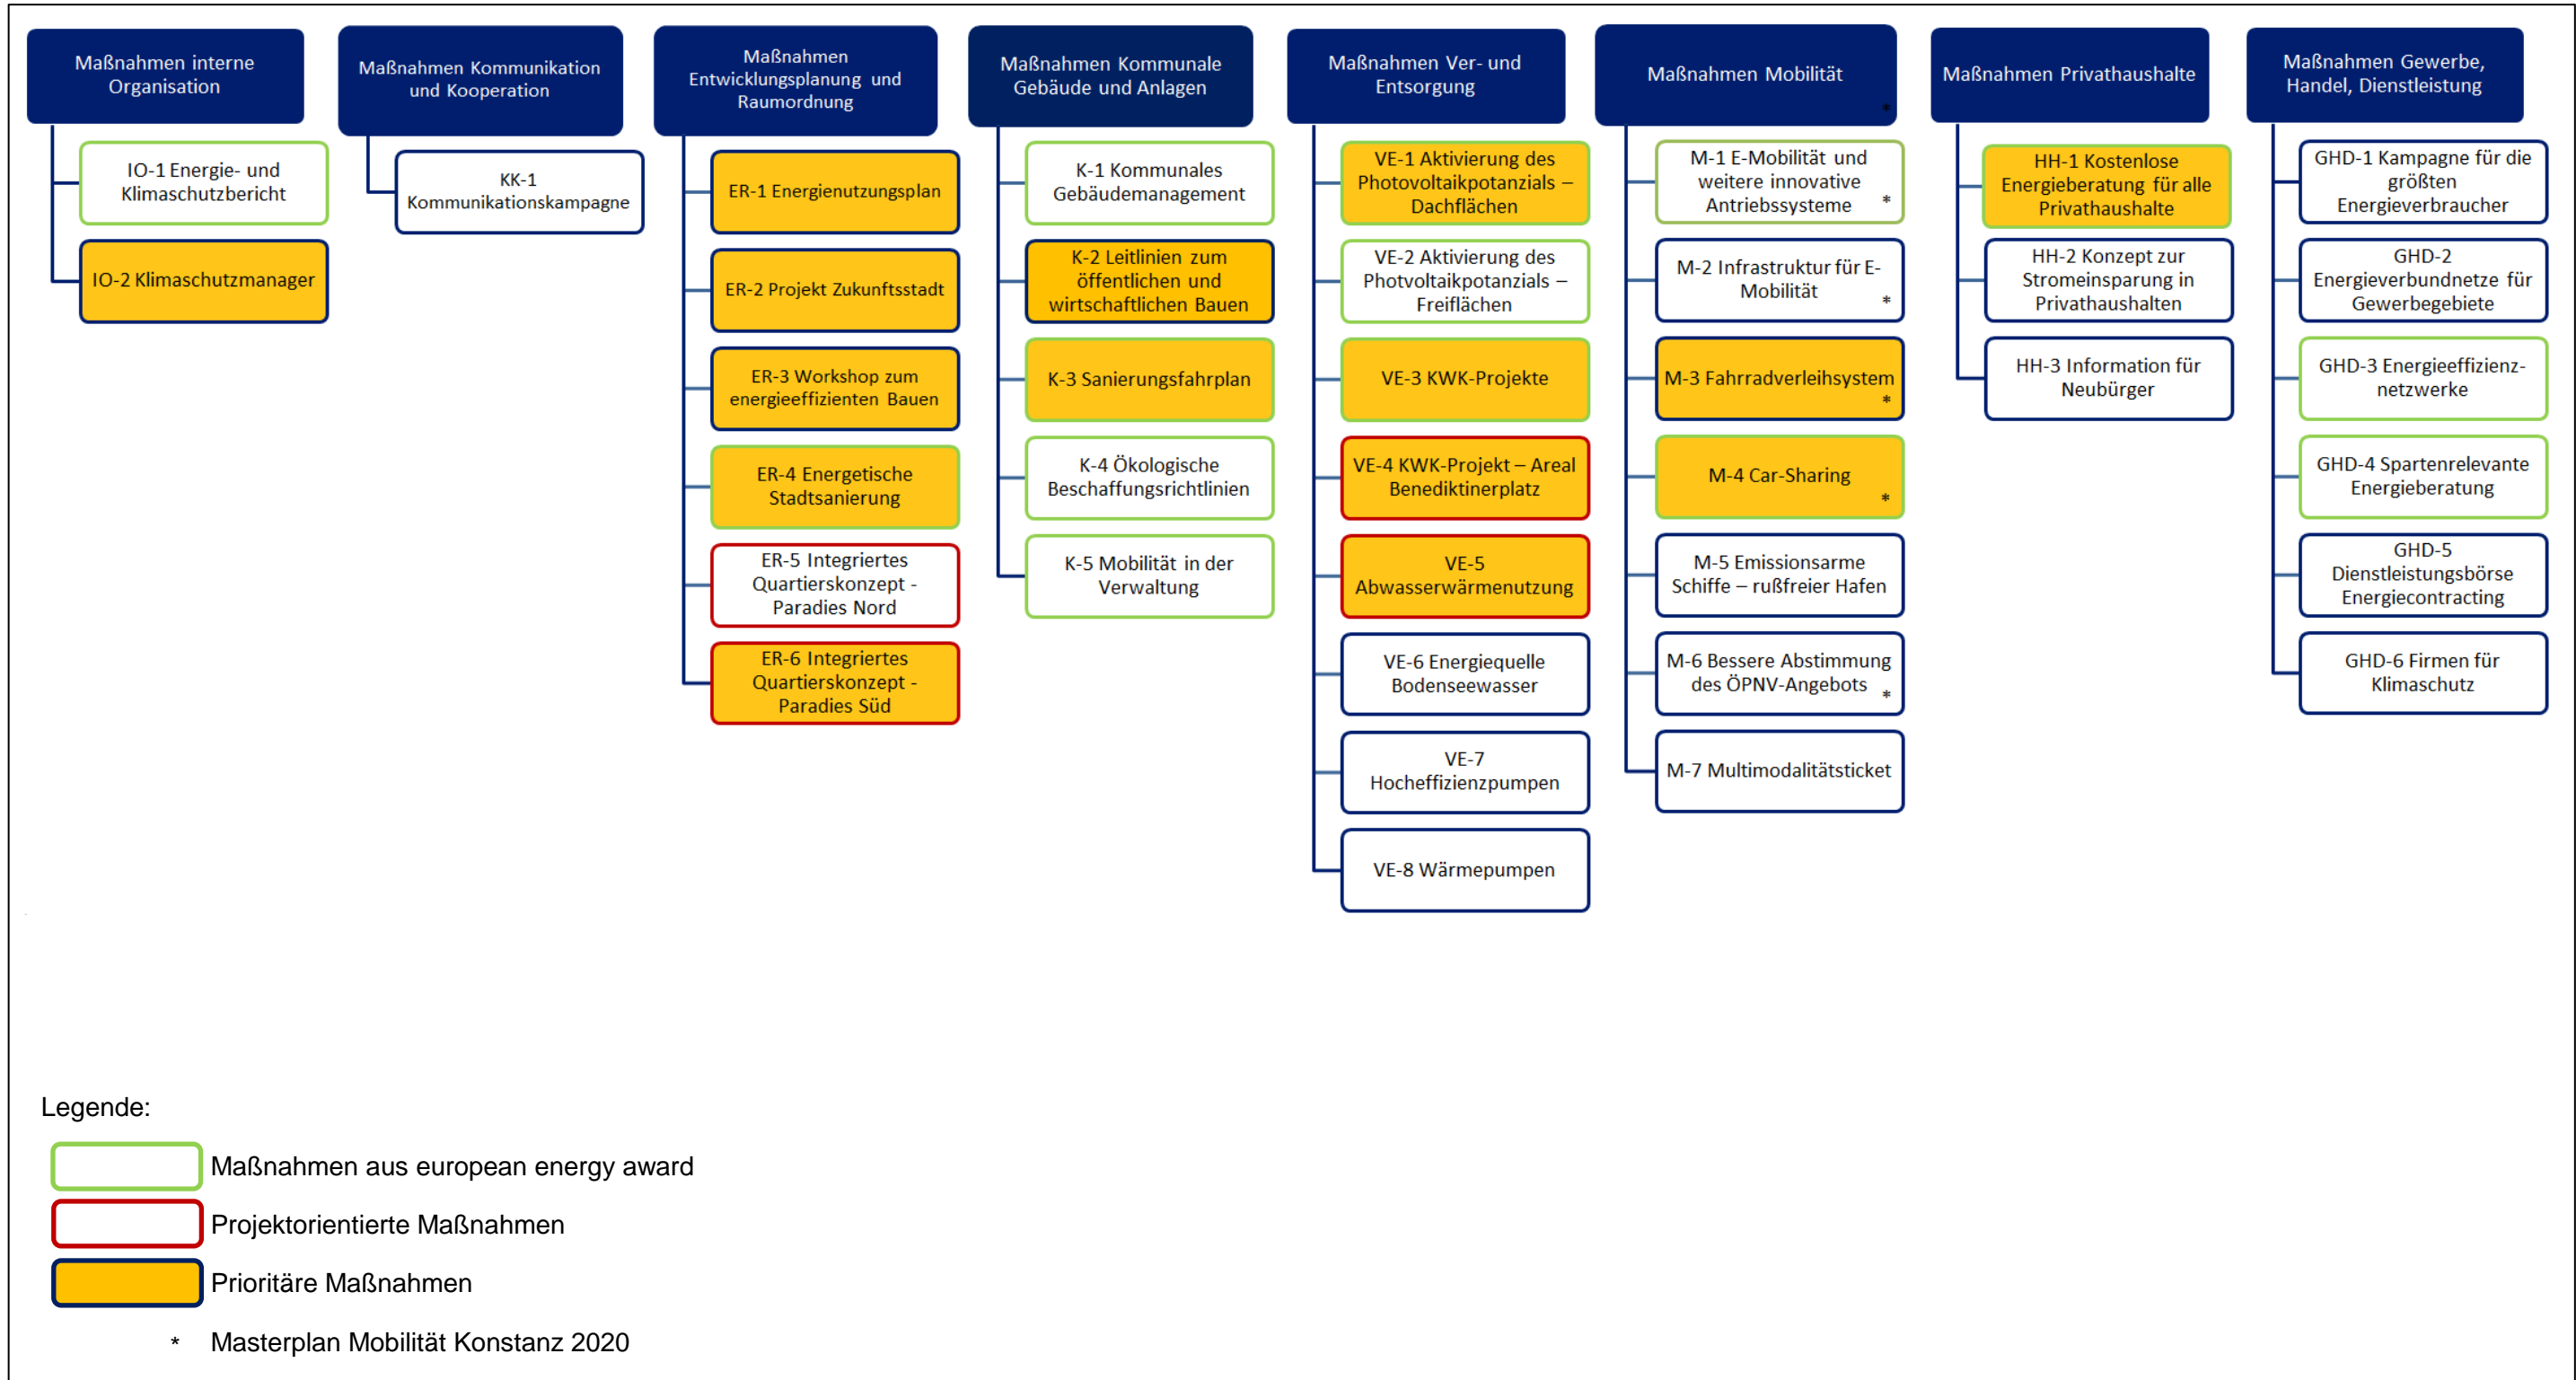 Maßnahmen interne
Organisation
IO-1 Energie- und
Klimaschutzbericht
IO-2 Klimaschutzmanager
Maßnahmen Kommunikation
und Kooperation
KK-1
Kommunikationskampagne
Maßnahmen
Entwicklungsplanung und
Raumordnung
ER-1 Energienutzungsplan
ER-2 Projekt Zukunftsstadt
ER-3 Workshop zum
energieeffizienten Bauen
ER-4 Energetische
Stadtsanierung
ER-5 Integriertes
Quartierskonzept -
Paradies Nord
ER-6 Integriertes
Quartierskonzept -
Paradies Süd
Maßnahmen Kommunale
Gebäude und Anlagen
K-1 Kommunales
Gebäudemanagement
K-2 Leitlinien zum
öffentlichen und
wirtschaftlichen Bauen
K-3 Sanierungsfahrplan
K-4 Ökologische
Beschaffungsrichtlinien
K-5 Mobilität in der
Verwaltung
Maßnahmen Ver- und
Entsorgung
VE-1 Aktivierung des
Photovoltaikpotanzials –
Dachflächen
VE-2 Aktivierung des
Photvoltaikpotanzials –
Freiflächen
VE-3 KWK-Projekte
VE-4 KWK-Projekt – Areal
Benediktinerplatz
VE-5
Abwasserwärmenutzung
VE-6 Energiequelle
Bodenseewasser
VE-7
Hocheffizienzpumpen
VE-8 Wärmepumpen
Maßnahmen Mobilität
*
M-1 E-Mobilität und
weitere innovative
Antriebssysteme *
M-2 Infrastruktur für E-
Mobilität
*
M-3 Fahrradverleihsystem
*
M-4 Car-Sharing
*
M-5 Emissionsarme
Schiffe – rußfreier Hafen
M-6 Bessere Abstimmung
des ÖPNV-Angebots *
M-7 Multimodalitätsticket
Maßnahmen Privathaushalte
HH-1 Kostenlose
Energieberatung für alle
Privathaushalte
HH-2 Konzept zur
Stromeinsparung in
Privathaushalten
HH-3 Information für
Neubürger
Maßnahmen Gewerbe,
Handel, Dienstleistung
GHD-1 Kampagne für die
größten
Energieverbraucher
GHD-2
Energieverbundnetze für
Gewerbegebiete
GHD-3 Energieeffizienz-
netzwerke
GHD-4 Spartenrelevante
Energieberatung
GHD-5
Dienstleistungsbörse
Energiecontracting
GHD-6 Firmen für
Klimaschutz
Legende:
Maßnahmen aus european energy award
Projektorientierte Maßnahmen
Prioritäre Maßnahmen
* Masterplan Mobilität Konstanz 2020